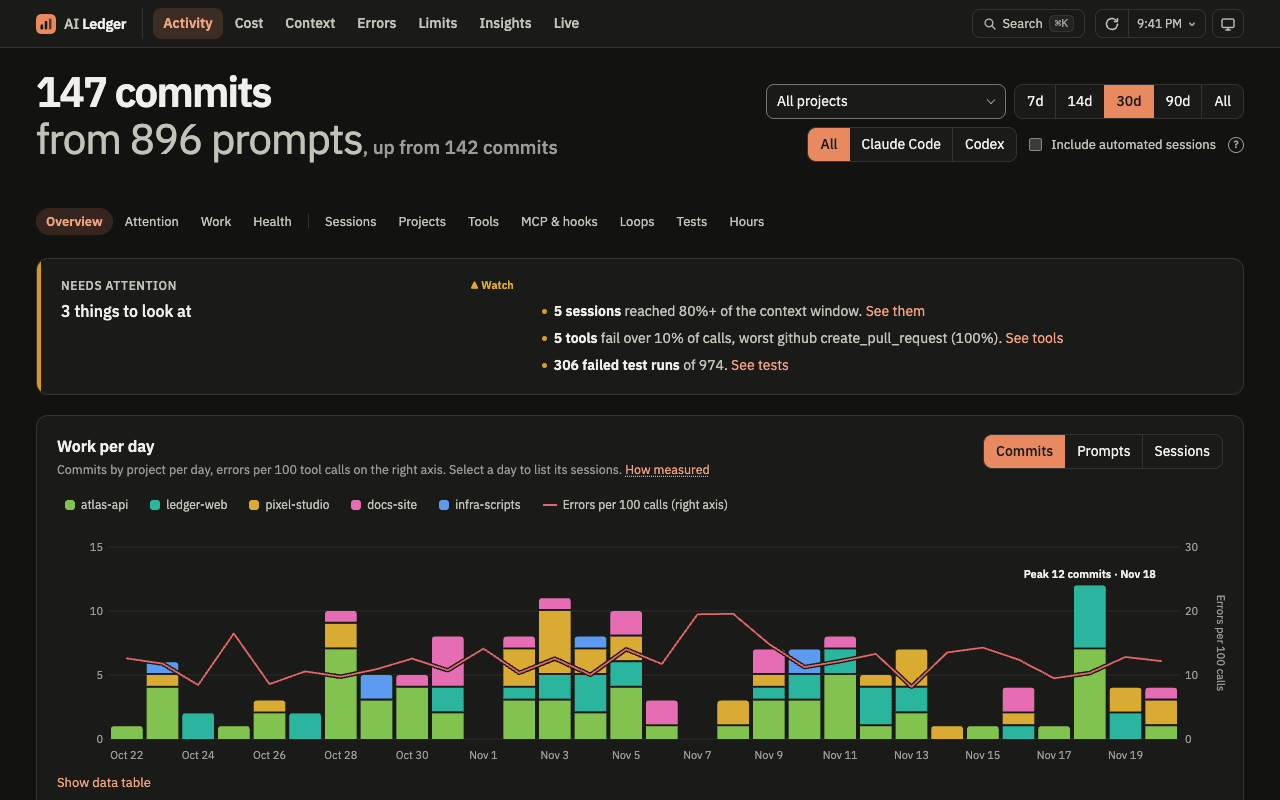 AI Ledger
Activity
Cost
Context
Errors
Limits
Insights
Live
Search ⌘K
9:41 PM
147 commits
from 896 prompts, up from 142 commits
All projects
7d
14d
30d
90d
All
All
Claude Code
Codex
Include automated sessions
?
Overview
Attention
Work
Health
Sessions
Projects
Tools
MCP & hooks
Loops
Tests
Hours
NEEDS ATTENTION
3 things to look at
Watch
5 sessions reached 80%+ of the context window. See them
5 tools fail over 10% of calls, worst github create_pull_request (100%). See tools
306 failed test runs of 974. See tests
Work per day
Commits by project per day, errors per 100 tool calls on the right axis. Select a day to list its sessions. How measured
Commits
Prompts
Sessions
atlas-api
ledger-web
pixel-studio
docs-site
infra-scripts
Errors per 100 calls (right axis)
15
10
5
0
30
20
10
0
Errors per 100 calls
Peak 12 commits · Nov 18
Oct 22
Oct 24
Oct 26
Oct 28
Oct 30
Nov 1
Nov 3
Nov 5
Nov 7
Nov 9
Nov 11
Nov 13
Nov 15
Nov 17
Nov 19
Show data table